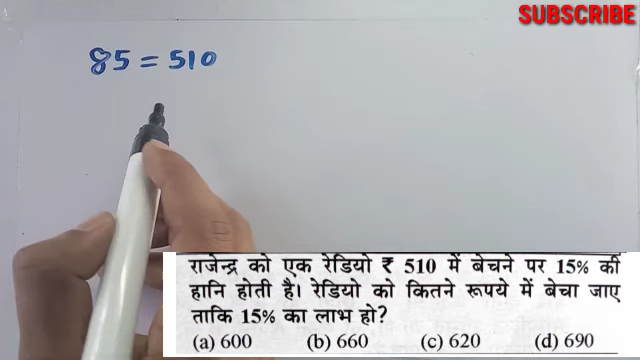 SUBSCRIBE
85 = 510
राजेन्द्र को एक रेडियो ₹ 510 में बेचने पर 15% की
हानि होती है। रेडियो को कितने रूपये में बेचा जाए
ताकि 15% का लाभ हो?
(a) 600 (b) 660 (c) 620 (d) 690